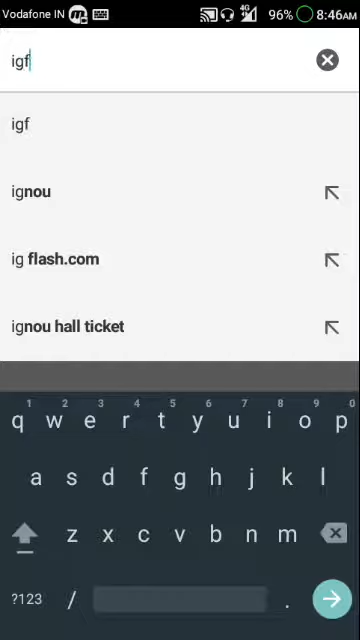 Vodafone IN 4G 96% 8:46AM
igf
igf
ignou
ig flash.com
ignou hall ticket
1 2 3 4 5 6 7 8 9 0
q w e r t y u i o p
a s d f g h j k l
z x c v b n m
?123 / .